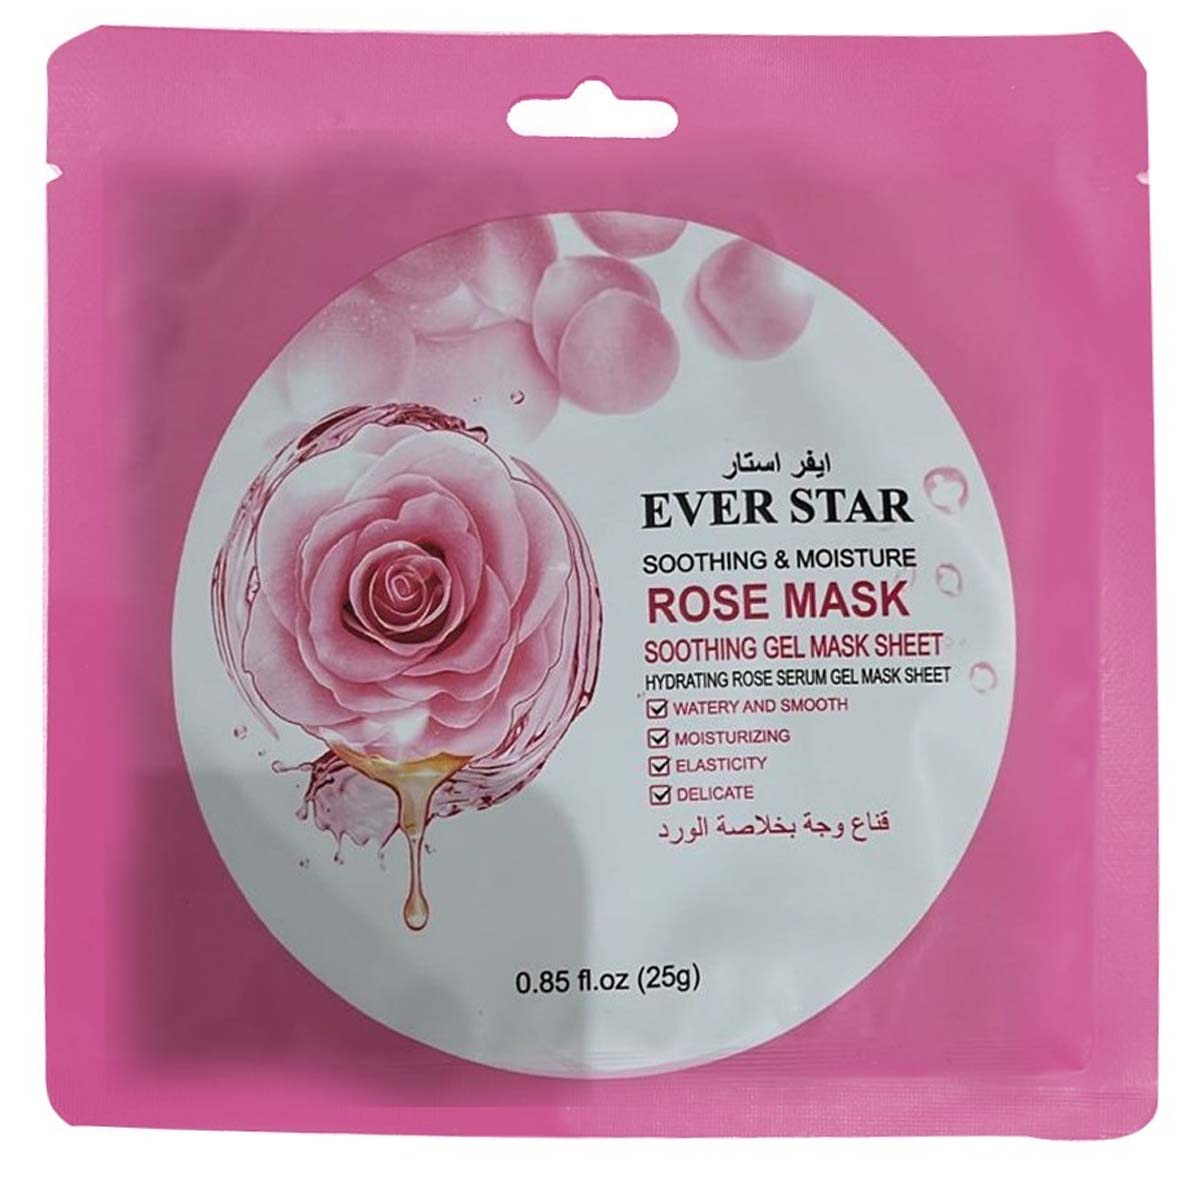 ايفر استار
EVER STAR
SOOTHING & MOISTURE
ROSE MASK
SOOTHING GEL MASK SHEET
HYDRATING ROSE SERUM GEL MASK SHEET
WATERY AND SMOOTH
MOISTURIZING
ELASTICITY
DELICATE
قناع وجة بخلاصة الورد
0.85 fl.oz (25g)